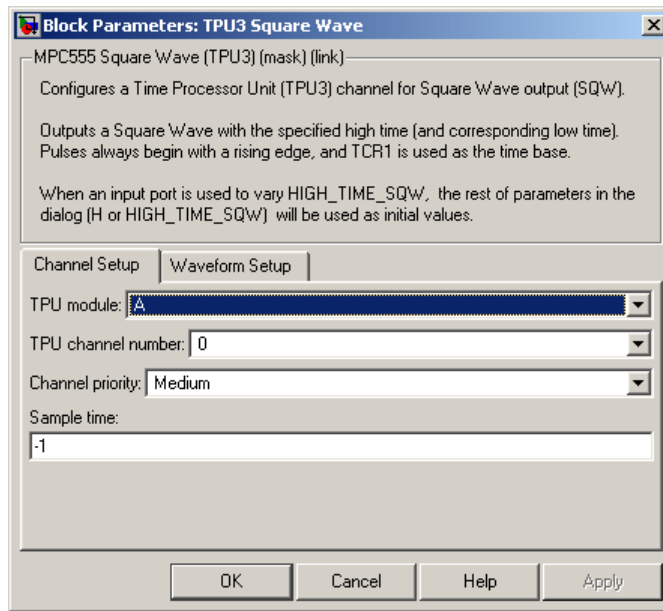 Block Parameters: TPU3 Square Wave
MPC555 Square Wave (TPU3) (mask) (link)
Configures a Time Processor Unit (TPU3) channel for Square Wave output (SQW).
Outputs a Square Wave with the specified high time (and corresponding low time).
Pulses always begin with a rising edge, and TCR1 is used as the time base.
When an input port is used to vary HIGH_TIME_SQW,  the rest of parameters in the
dialog (H or HIGH_TIME_SQW)  will be used as initial values.
Channel Setup Waveform Setup
TPU module: A
TPU channel number: 0
Channel priority: Medium
Sample time:
-1
OK Cancel Help Apply